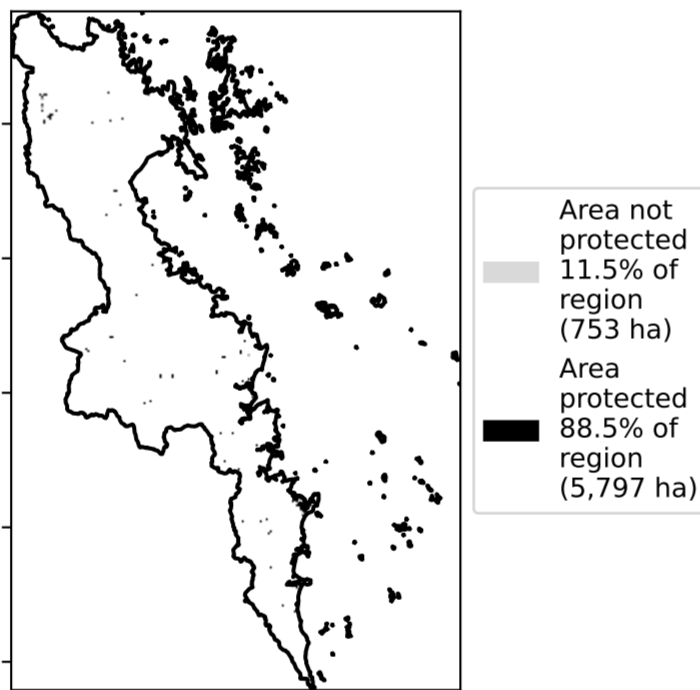 Area not
protected
11.5% of
region
(753 ha)
Area
protected
88.5% of
region
(5,797 ha)